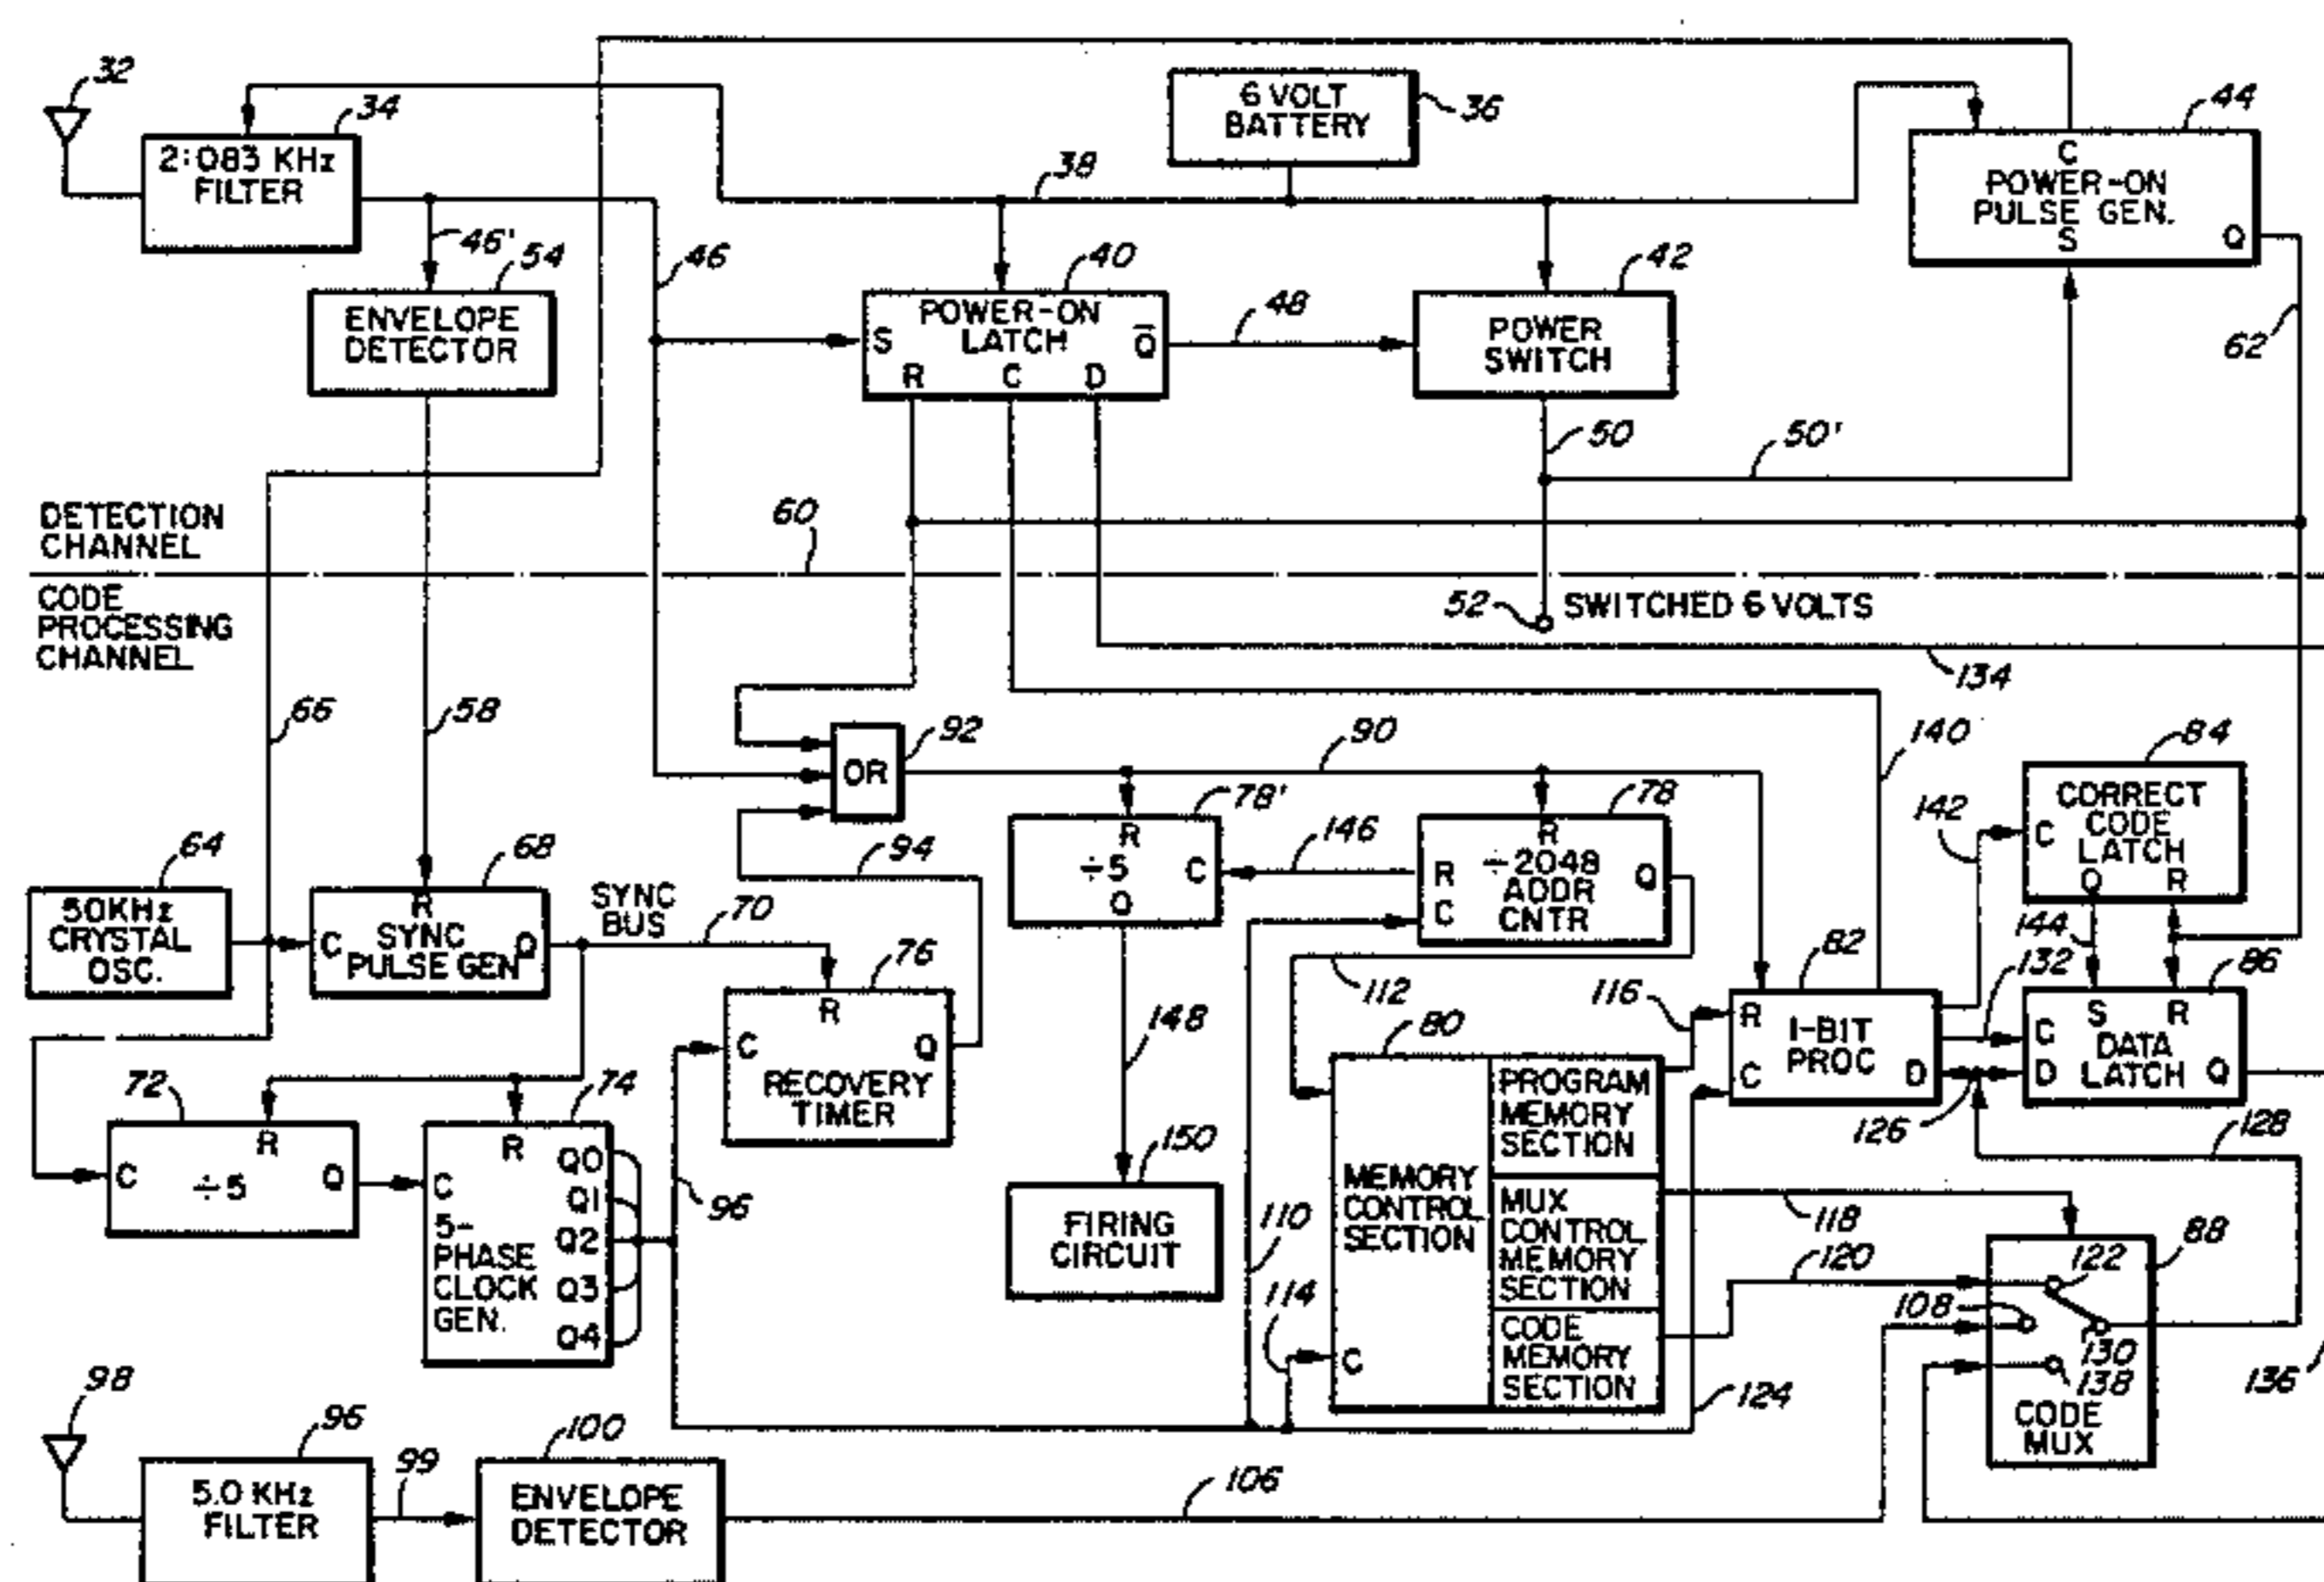 32
34
2:083 KHz
FILTER
6 VOLT
BATTERY
36
38
44
C
POWER-ON
PULSE GEN.
S
Q
46'
54
46
40
42
48
62
ENVELOPE
DETECTOR
POWER-ON
LATCH
S
R
C
D
Q̅
POWER
SWITCH
50
50'
DETECTION
CHANNEL
60
CODE
PROCESSING
CHANNEL
52
SWITCHED 6 VOLTS
134
66
58
92
OR
90
140
84
CORRECT
CODE
LATCH
C
Q
R
142
78'
R
÷5
C
Q
146
78
R
÷2048
ADDR
CNTR
R
C
Q
94
64
50KHz
CRYSTAL
OSC.
68
R
SYNC
PULSE GEN
C
Q
SYNC
BUS
70
76
R
C
Q
RECOVERY
TIMER
144
132
86
S
R
C
D
DATA
LATCH
Q
82
116
R
C
1-BIT
PROC
D
112
148
80
126
128
72
R
C
÷5
Q
74
R
C
5-
PHASE
CLOCK
GEN.
Q0
Q1
Q2
Q3
Q4
96
150
FIRING
CIRCUIT
110
114
MEMORY
CONTROL
SECTION
C
PROGRAM
MEMORY
SECTION
MUX
CONTROL
MEMORY
SECTION
CODE
MEMORY
SECTION
118
120
124
88
122
108
130
138
CODE
MUX
136
98
96
5.0 KHz
FILTER
99
100
ENVELOPE
DETECTOR
106